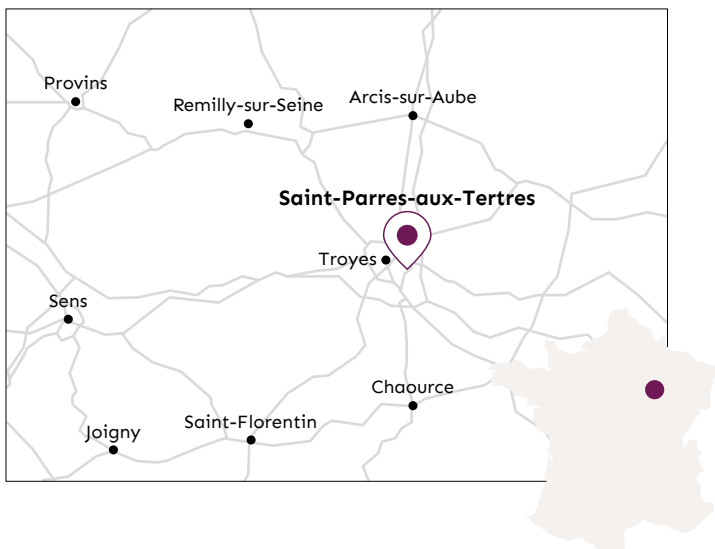 Provins
Remilly-sur-Seine
Arcis-sur-Aube
Saint-Parres-aux-Tertres
Troyes
Sens
Chaource
Saint-Florentin
Joigny